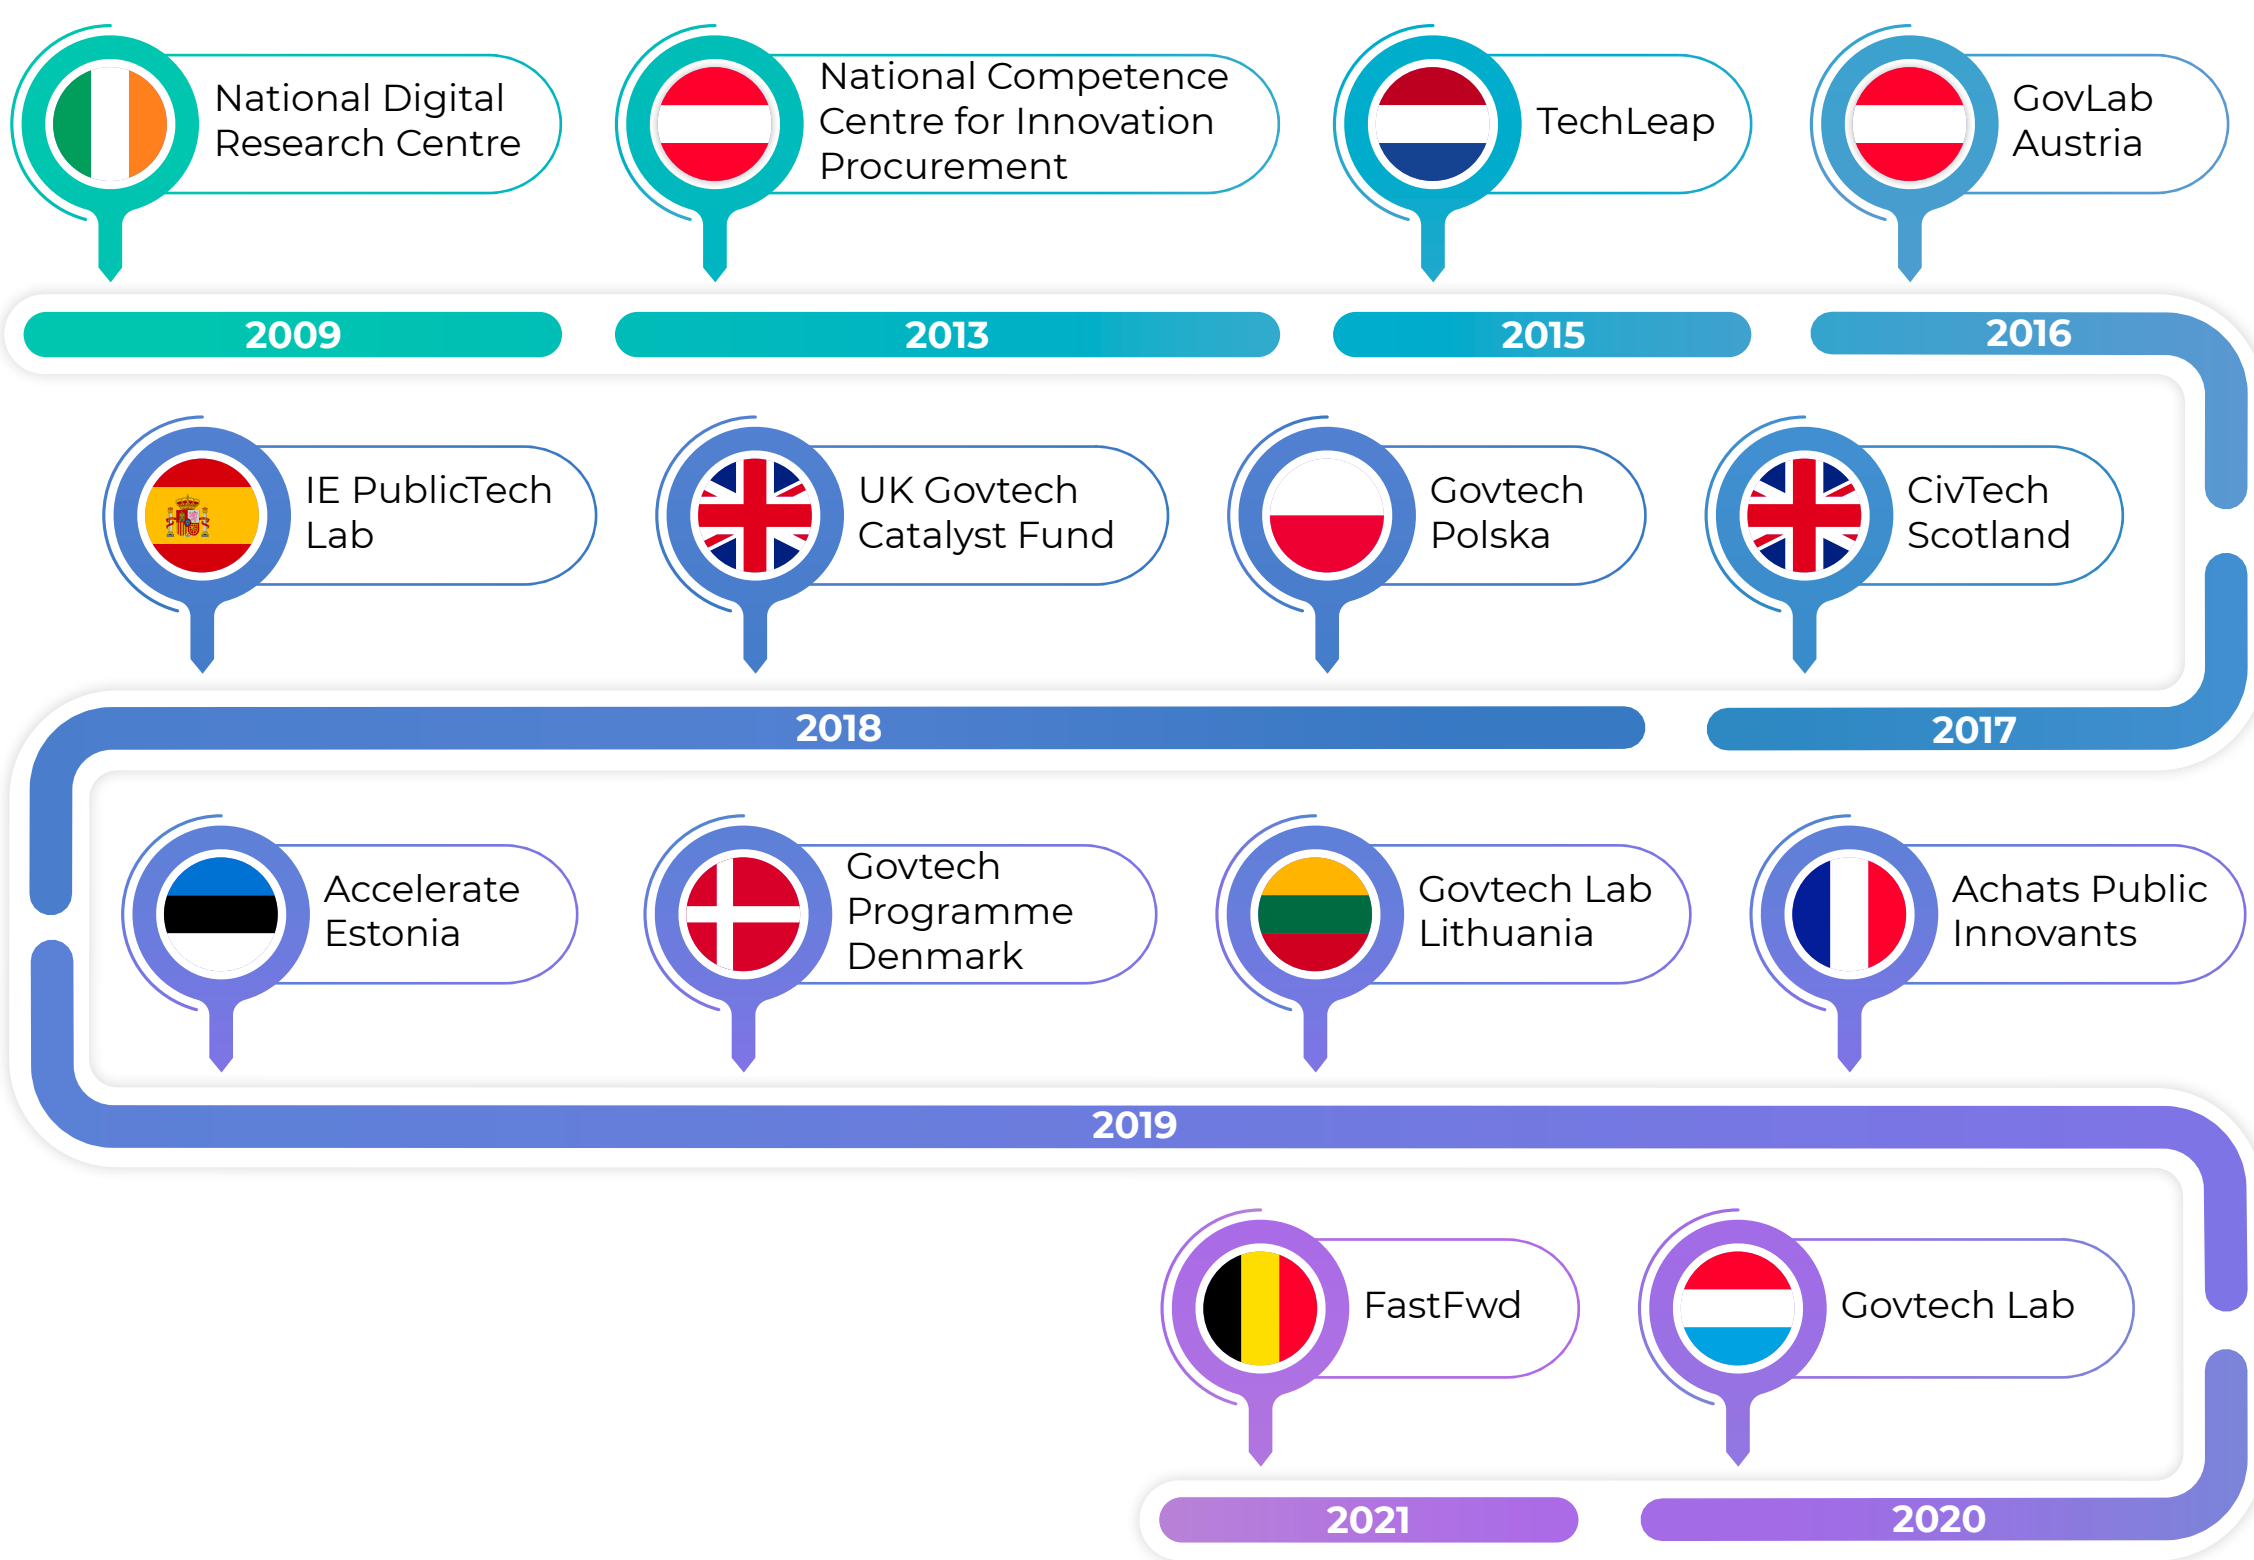 National Digital
Research Centre
National Competence
Centre for Innovation
Procurement
TechLeap
GovLab
Austria
2009
2013
2015
2016
IE PublicTech
Lab
UK Govtech
Catalyst Fund
Govtech
Polska
CivTech
Scotland
2018
2017
Accelerate
Estonia
Govtech
Programme
Denmark
Govtech Lab
Lithuania
Achats Public
Innovants
2019
FastFwd
Govtech Lab
2021
2020